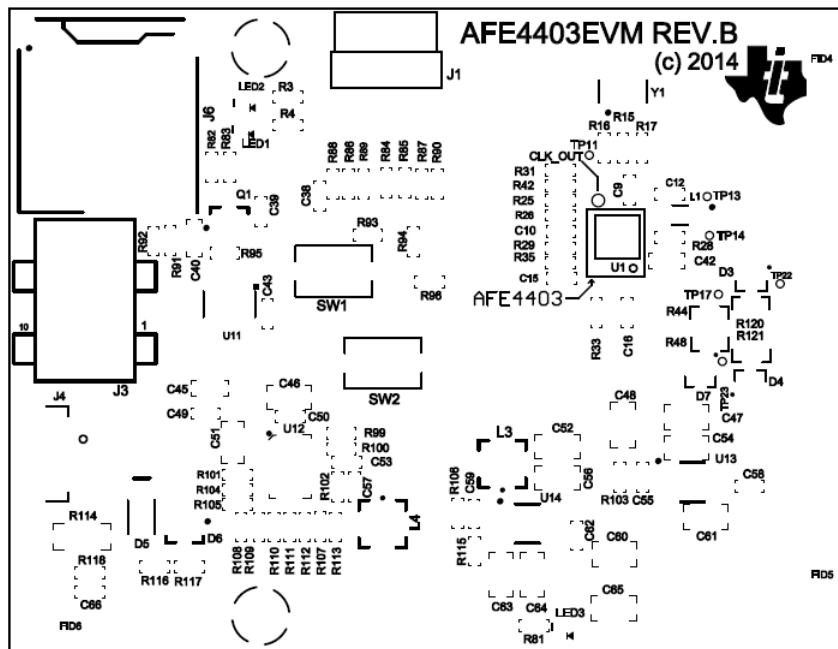 AFE4403EVM REV.B
(c) 2014
FID4
J1
LED2
R3
R4
J6
LED1
R82
R83
Y1
R15
R16
R17
TP11
CLK_OUT
R88
R86
R89
R84
R85
R87
R90
R31
R42
R25
R26
C10
R29
R35
C15
C9
C12
L1
TP13
TP14
R28
C42
Q1
C39
C38
R92
R91
C40
R95
R93
R94
R96
C43
SW1
U1
AFE4403
D3
TP22
TP17
R44
R120
R121
R48
U11
10
1
J3
J4
SW2
R33
C16
D7
D4
TP23
C45
C46
C49
C50
C51
U12
R99
R100
C53
C48
C47
L3
C52
C54
U13
R101
R104
R105
R102
C57
C56
C59
R106
U14
R103
C55
C58
R114
D5
D6
L4
C61
R118
R116
R117
R108
R109
R110
R111
R112
R107
R113
R115
C62
C60
C66
C63
C64
C65
LED3
R81
FID5
FID6